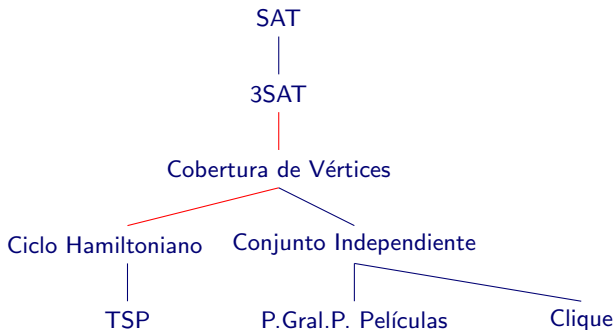 SAT
3SAT
Cobertura de Vértices
Ciclo Hamiltoniano
Conjunto Independiente
TSP
P.Gral.P. Películas
Clique